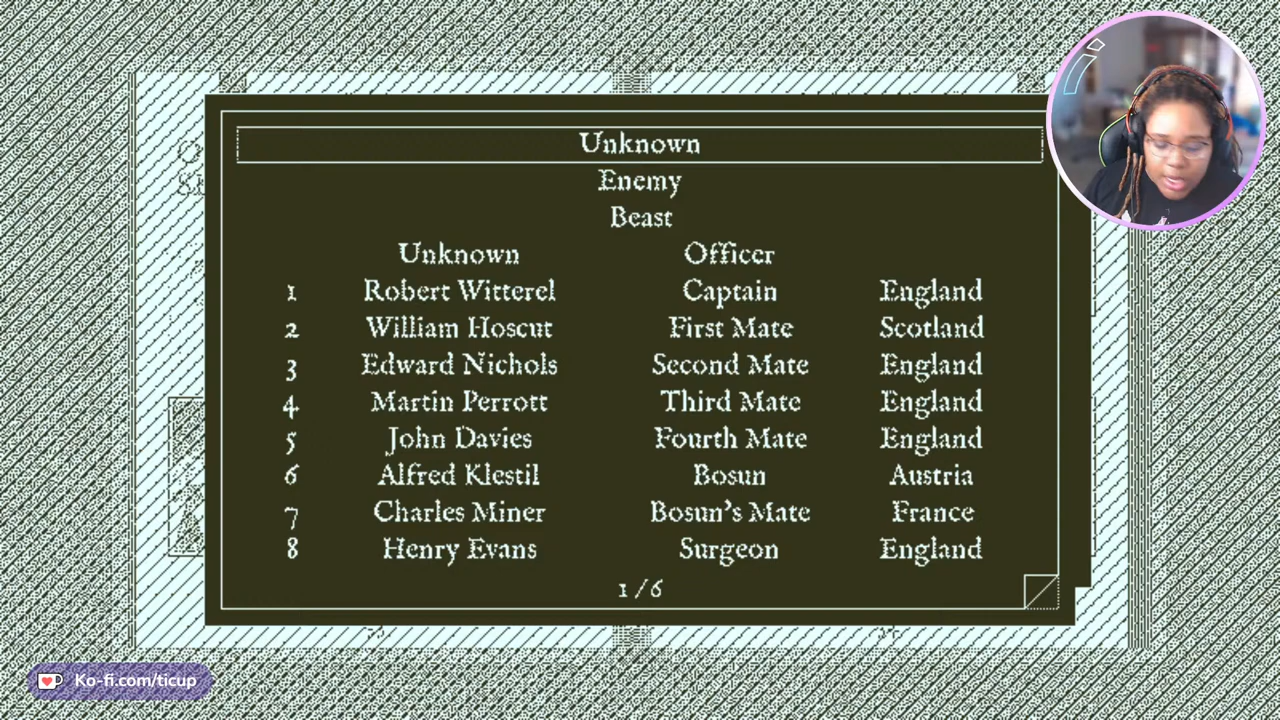 Unknown
Enemy
Beast
Unknown Officer
1 Robert Witterel Captain England
2 William Hoscut First Mate Scotland
3 Edward Nichols Second Mate England
4 Martin Perrott Third Mate England
5 John Davies Fourth Mate England
6 Alfred Klestil Bosun Austria
7 Charles Miner Bosun's Mate France
8 Henry Evans Surgeon England
1/6
Ko-fi.com/ticup